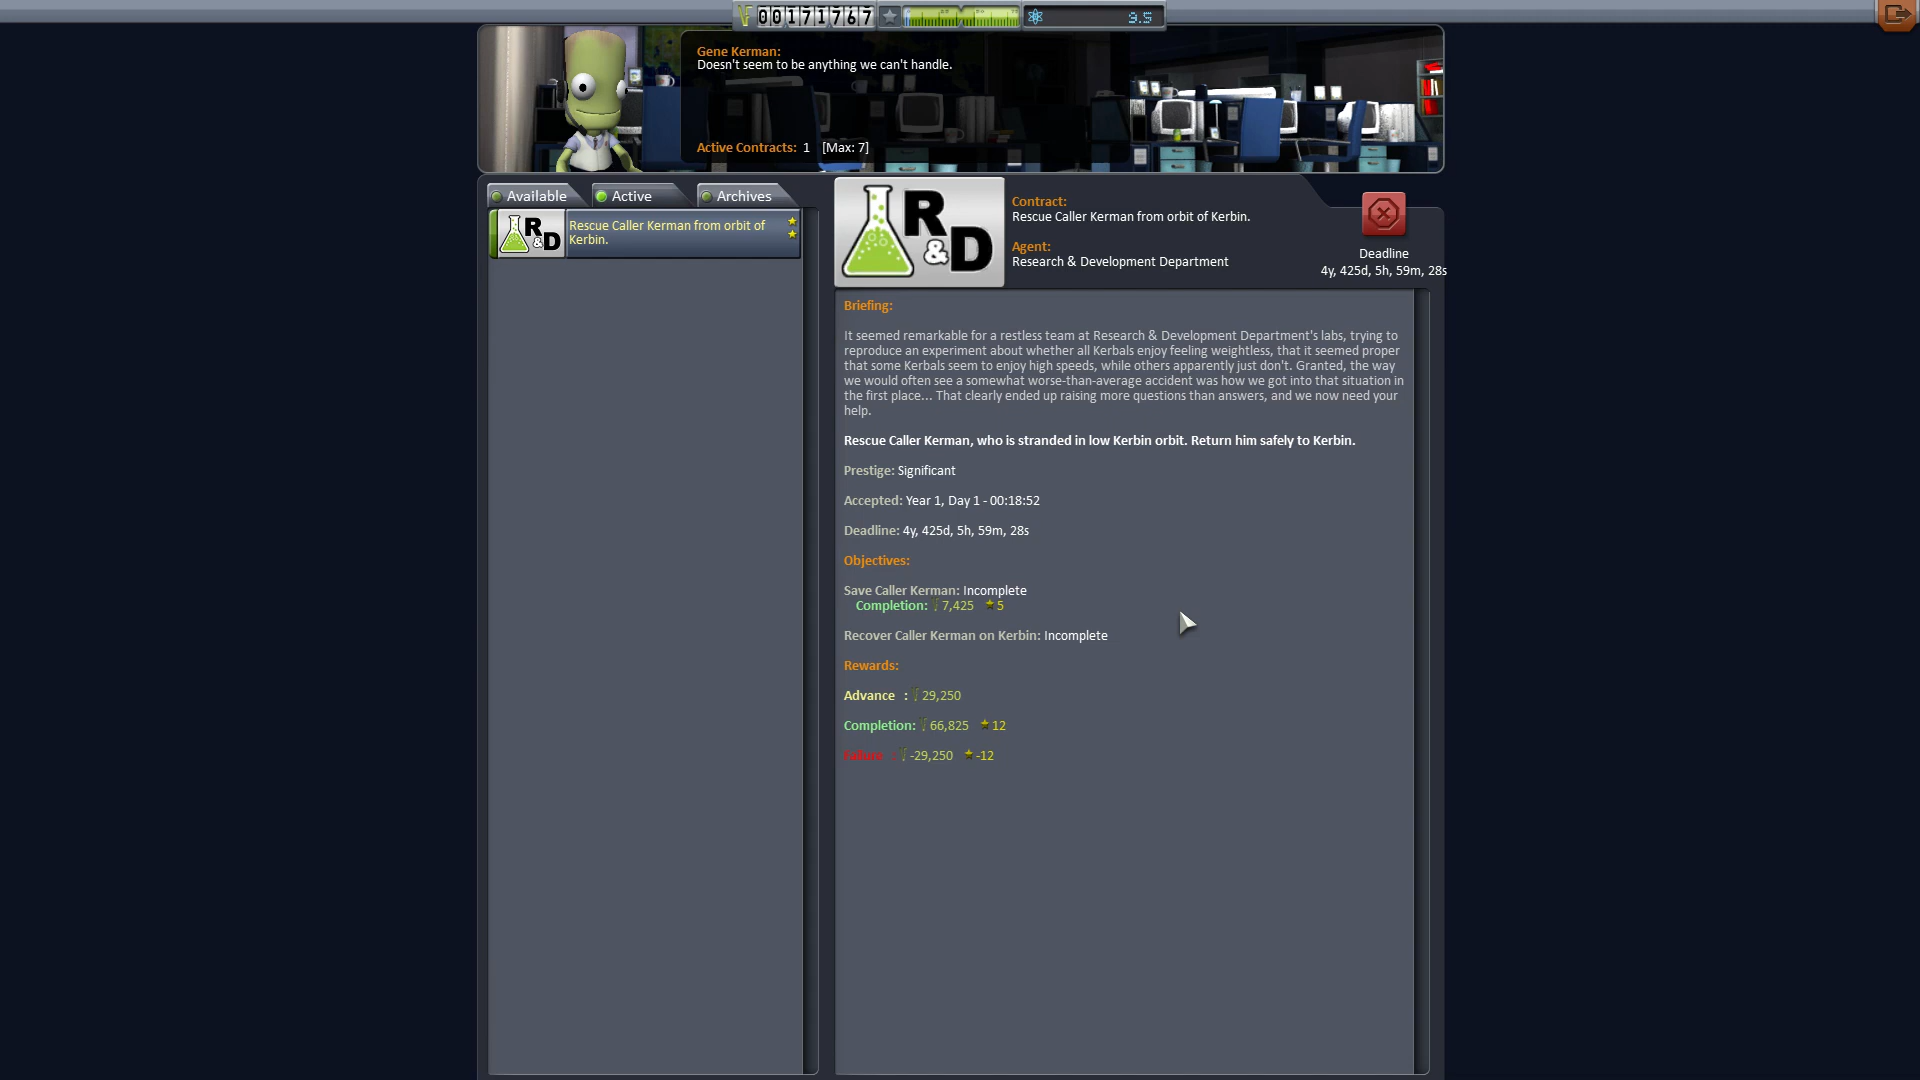 00171767
3.5
Gene Kerman:
Doesn't seem to be anything we can't handle.
Active Contracts: 1 [Max: 7]
Available
Active
Archives
R&D
Rescue Caller Kerman from orbit of
Kerbin.
R&D
Contract:
Rescue Caller Kerman from orbit of Kerbin.
Agent:
Research & Development Department
Deadline
4y, 425d, 5h, 59m, 28s
Briefing:
It seemed remarkable for a restless team at Research & Development Department's labs, trying to
reproduce an experiment about whether all Kerbals enjoy feeling weightless, that it seemed proper
that some Kerbals seem to enjoy high speeds, while others apparently just don't. Granted, the way
we would often see a somewhat worse-than-average accident was how we got into that situation in
the first place... That clearly ended up raising more questions than answers, and we now need your
help.
Rescue Caller Kerman, who is stranded in low Kerbin orbit. Return him safely to Kerbin.
Prestige: Significant
Accepted: Year 1, Day 1 - 00:18:52
Deadline: 4y, 425d, 5h, 59m, 28s
Objectives:
Save Caller Kerman: Incomplete
Completion: 7,425 5
Recover Caller Kerman on Kerbin: Incomplete
Rewards:
Advance : 29,250
Completion: 66,825 12
Failure : -29,250 -12